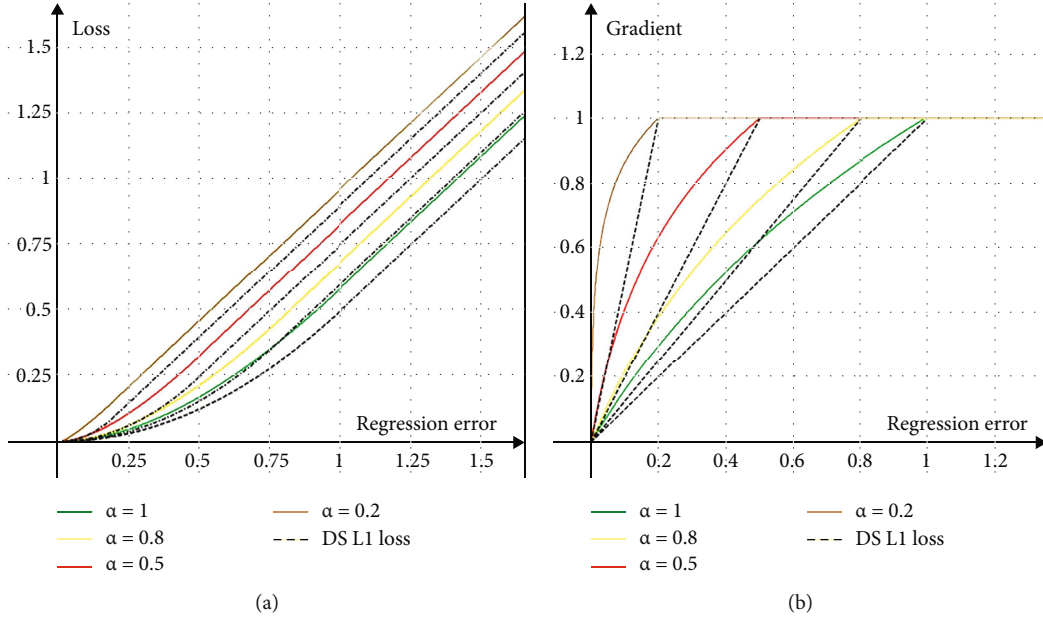 Loss
1.5
1.25
1
0.75
0.5
0.25
Regression error
0.25
0.5
0.75
1
1.25
1.5
α = 1
α = 0.8
α = 0.5
α = 0.2
DS L1 loss
(a)
Gradient
1.2
1
0.8
0.6
0.4
0.2
Regression error
0.2
0.4
0.6
0.8
1
1.2
α = 1
α = 0.8
α = 0.5
α = 0.2
DS L1 loss
(b)